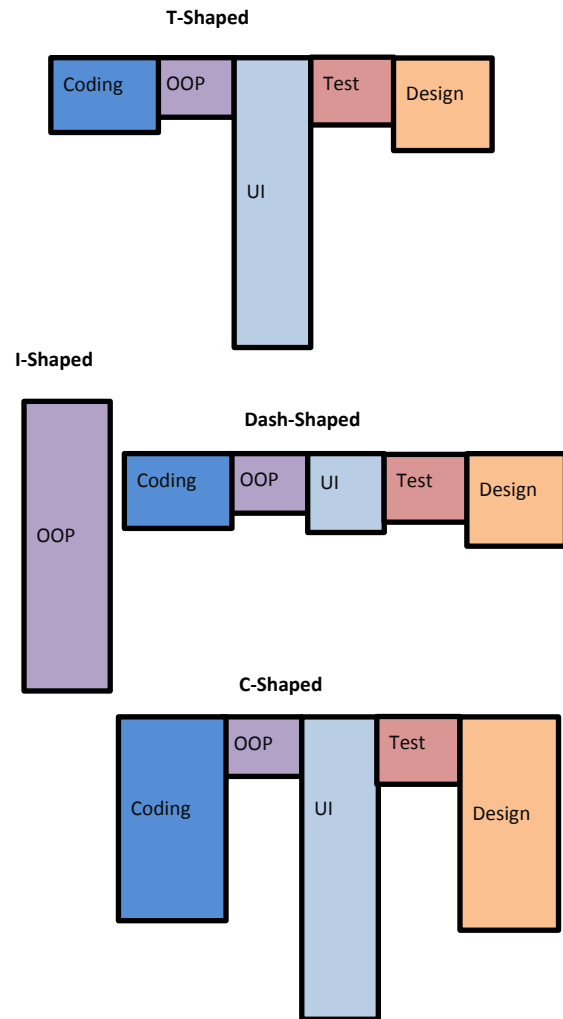 T-Shaped
Coding
OOP
UI
Test
Design
I-Shaped
OOP
Dash-Shaped
Coding
OOP
UI
Test
Design
C-Shaped
Coding
OOP
UI
Test
Design